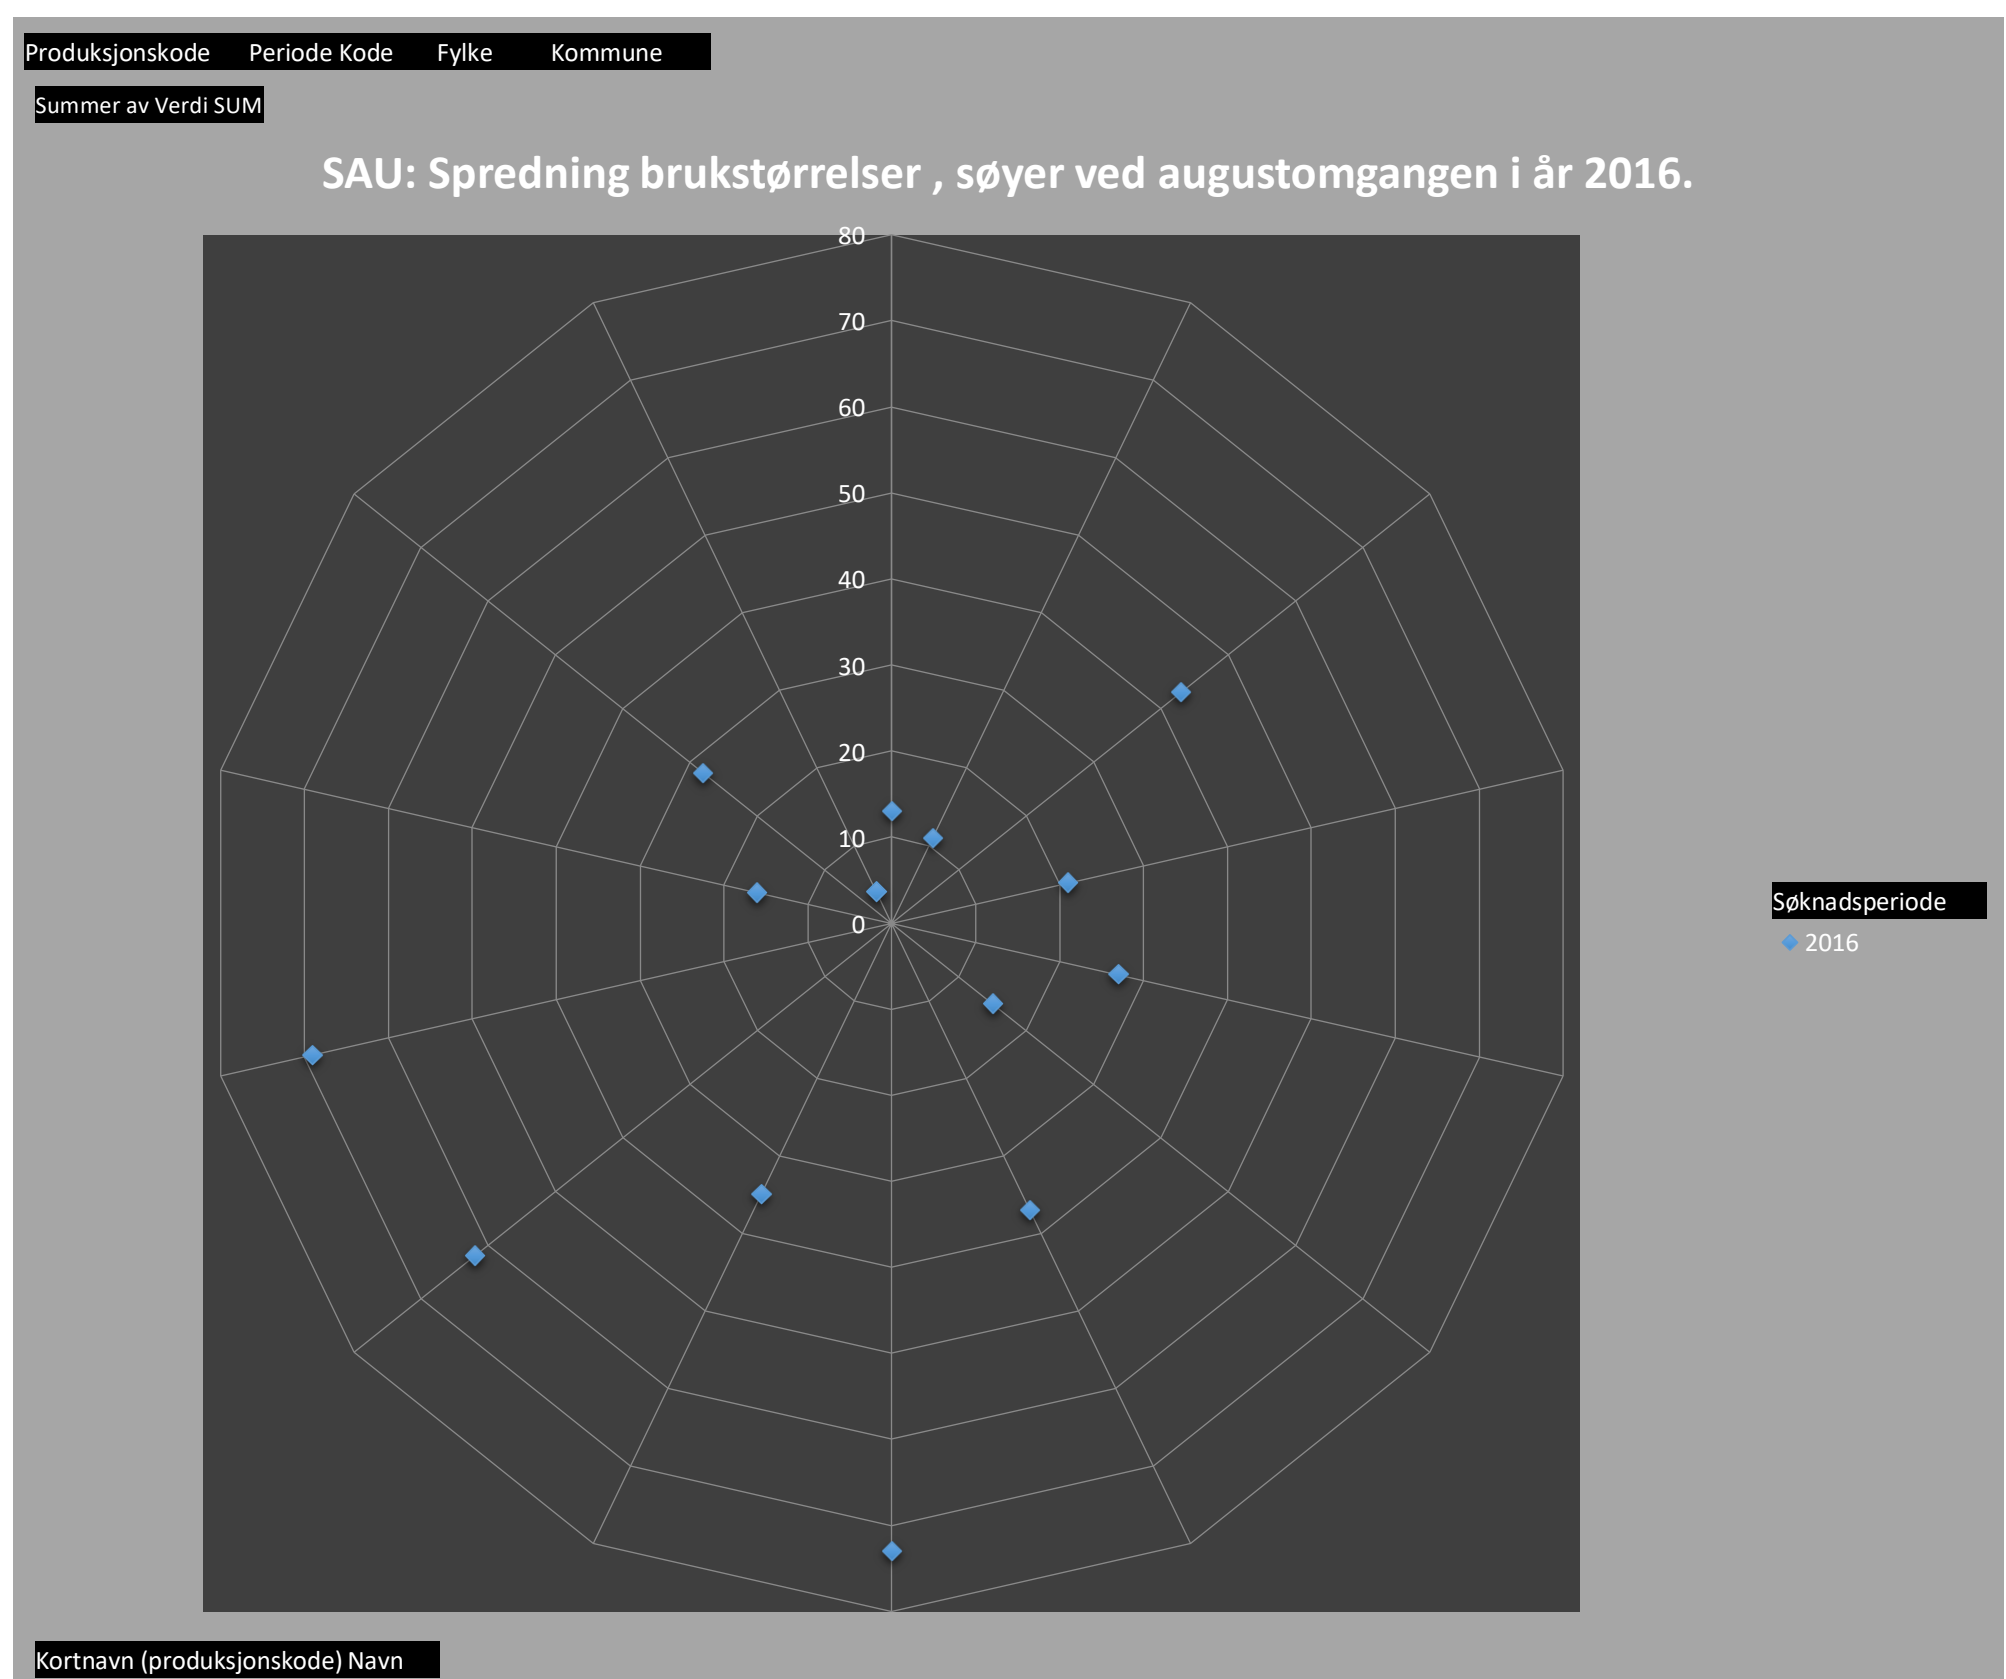 Produksjonskode Periode Kode Fylke Kommune
Summer av Verdi SUM
SAU: Spredning brukstørrelser , søyer ved augustomgangen i år 2016.
80
70
60
50
40
30
20
10
0
Søknadsperiode
2016
Kortnavn (produksjonskode) Navn